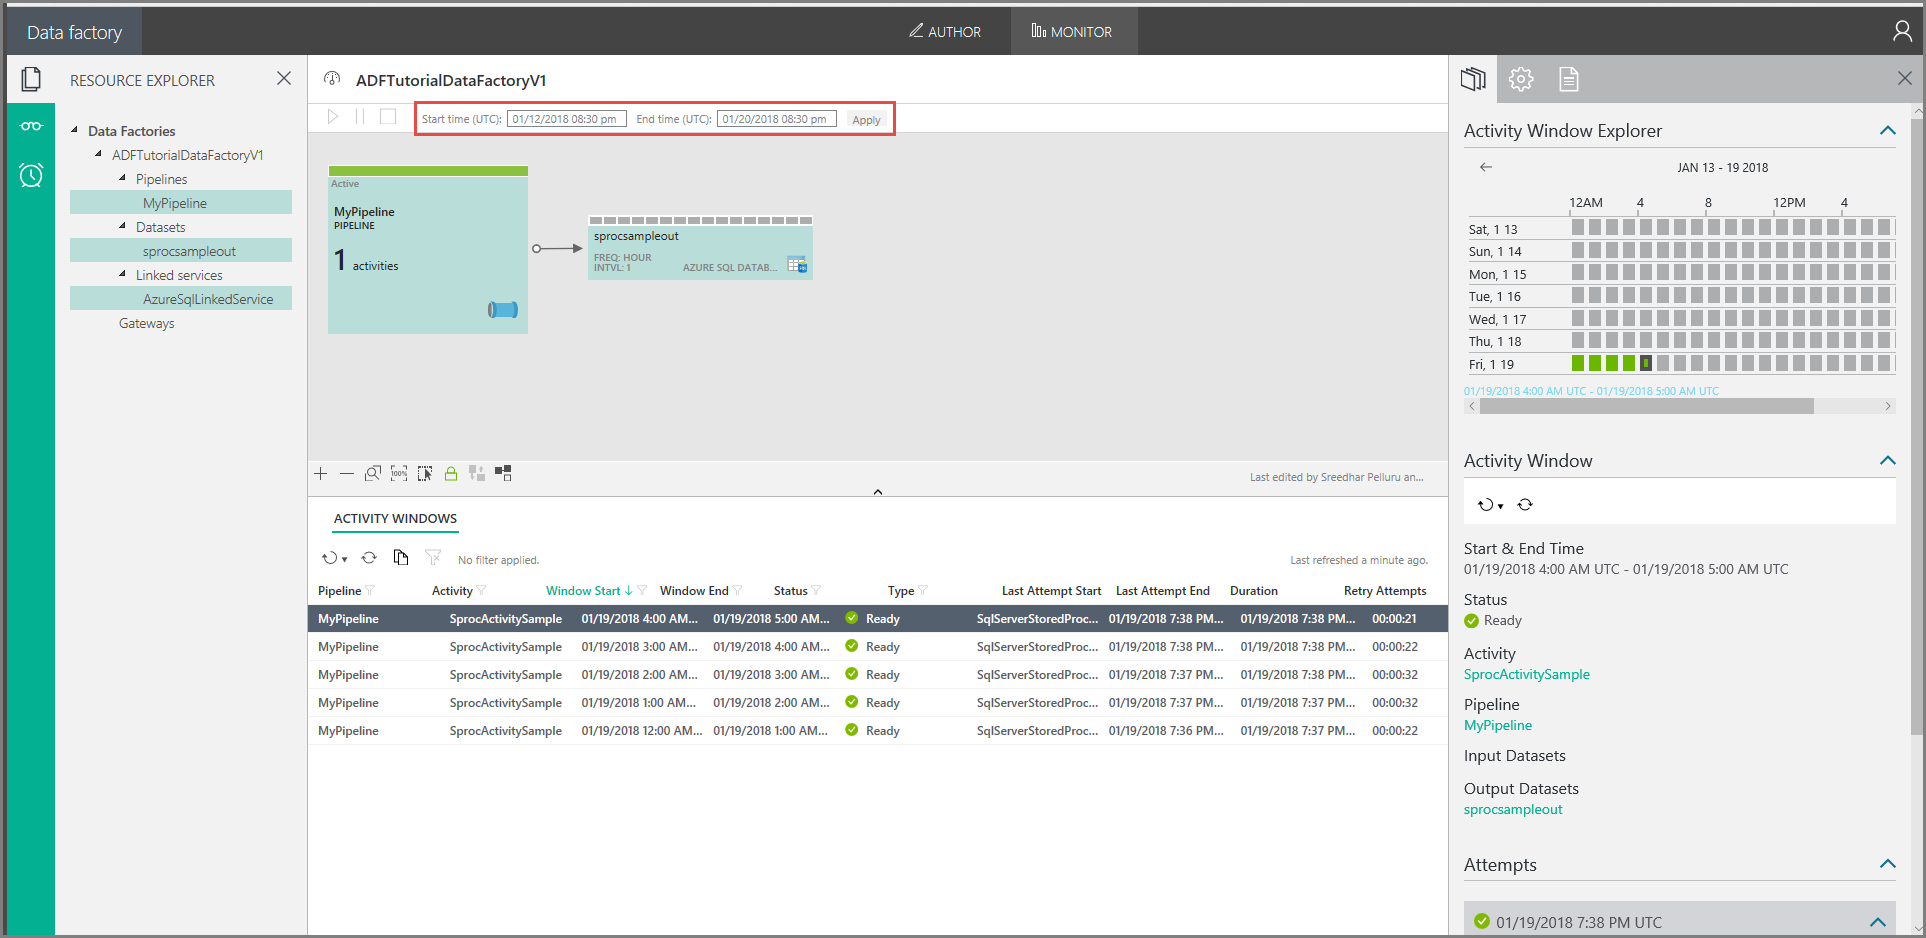 Data factory
AUTHOR
MONITOR
RESOURCE EXPLORER
Data Factories
ADFTutorialDataFactoryV1
Pipelines
MyPipeline
Datasets
sprocsampleout
Linked services
AzureSqlLinkedService
Gateways
ADFTutorialDataFactoryV1
Start time (UTC): 01/12/2018 08:30 pm End time (UTC): 01/20/2018 08:30 pm Apply
Active
MyPipeline
PIPELINE
1 activities
sprocsampleout
FREQ: HOUR
INTVL: 1 AZURE SQL DATAB...
100%
Last edited by Sreedhar Pelluru an...
ACTIVITY WINDOWS
No filter applied.
Last refreshed a minute ago.
Pipeline Activity Window Start Window End Status Type Last Attempt Start Last Attempt End Duration Retry Attempts
MyPipeline SprocActivitySample 01/19/2018 4:00 AM... 01/19/2018 5:00 AM... Ready SqlServerStoredProc... 01/19/2018 7:38 PM... 01/19/2018 7:38 PM... 00:00:21
MyPipeline SprocActivitySample 01/19/2018 3:00 AM... 01/19/2018 4:00 AM... Ready SqlServerStoredProc... 01/19/2018 7:38 PM... 01/19/2018 7:38 PM... 00:00:22
MyPipeline SprocActivitySample 01/19/2018 2:00 AM... 01/19/2018 3:00 AM... Ready SqlServerStoredProc... 01/19/2018 7:37 PM... 01/19/2018 7:38 PM... 00:00:32
MyPipeline SprocActivitySample 01/19/2018 1:00 AM... 01/19/2018 2:00 AM... Ready SqlServerStoredProc... 01/19/2018 7:37 PM... 01/19/2018 7:37 PM... 00:00:32
MyPipeline SprocActivitySample 01/19/2018 12:00 AM... 01/19/2018 1:00 AM... Ready SqlServerStoredProc... 01/19/2018 7:36 PM... 01/19/2018 7:37 PM... 00:00:22
Activity Window Explorer
JAN 13 - 19 2018
12AM 4 8 12PM 4
Sat, 1 13
Sun, 1 14
Mon, 1 15
Tue, 1 16
Wed, 1 17
Thu, 1 18
Fri, 1 19
01/19/2018 4:00 AM UTC - 01/19/2018 5:00 AM UTC
Activity Window
Start & End Time
01/19/2018 4:00 AM UTC - 01/19/2018 5:00 AM UTC
Status
Ready
Activity
SprocActivitySample
Pipeline
MyPipeline
Input Datasets
Output Datasets
sprocsampleout
Attempts
01/19/2018 7:38 PM UTC